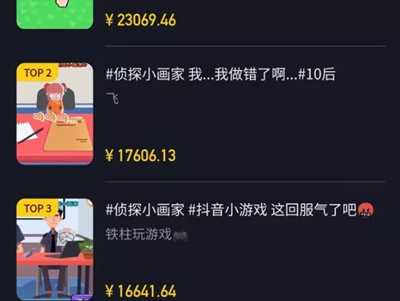 ¥ 23069.46
TOP 2
#侦探小画家 我...我做错了啊...#10后
飞
¥ 17606.13
TOP 3
#侦探小画家 #抖音小游戏 这回服气了吧😡
铁柱玩游戏🎮
¥ 16641.64